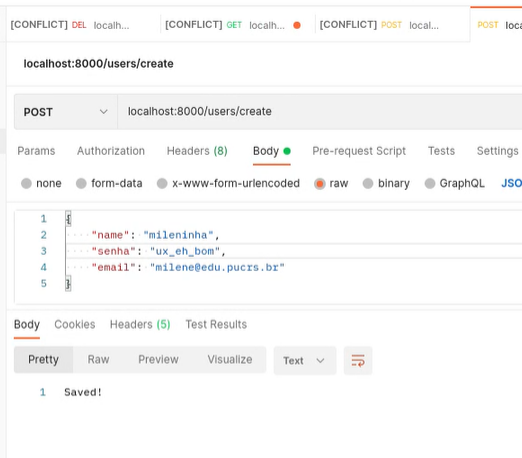 [CONFLICT] DEL localh... [CONFLICT] GET localh... [CONFLICT] POST local... POST loca
localhost:8000/users/create
POST localhost:8000/users/create
Params Authorization Headers (8) Body Pre-request Script Tests Settings
none form-data x-www-form-urlencoded raw binary GraphQL JSO
1 {
2 "name": "mileninha",
3 "senha": "ux_eh_bom",
4 "email": "milene@edu.pucrs.br"
5 }
Body Cookies Headers (5) Test Results
Pretty Raw Preview Visualize Text
1 Saved!